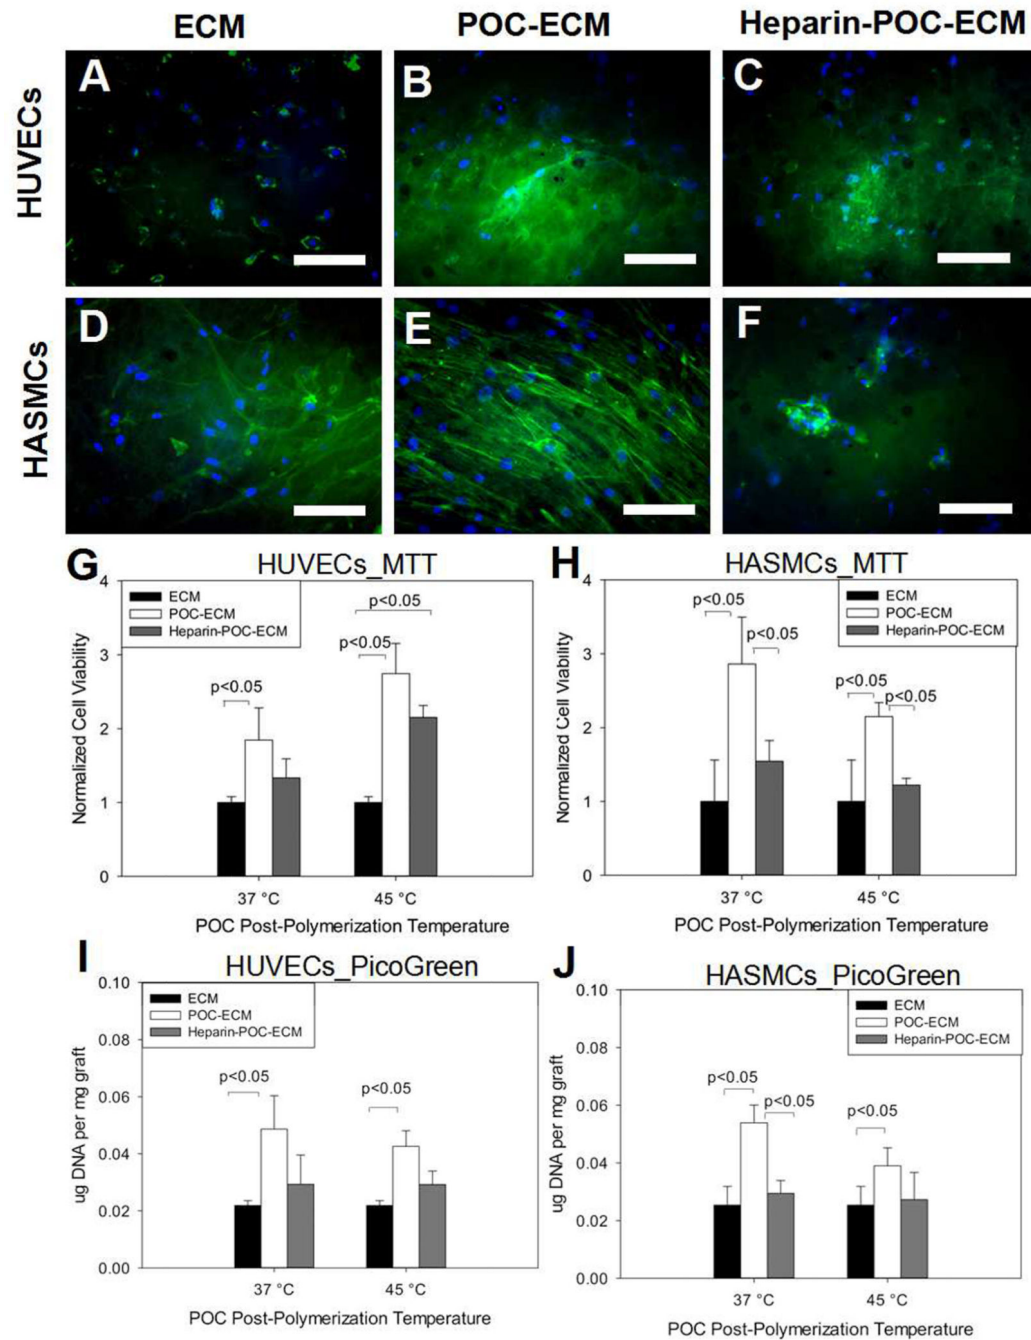 ECM POC-ECM Heparin-POC-ECM
HUVECs
A B C
HASMCs
D E F
G HUVECs_MTT
4
3
2
1
0
Normalized Cell Viability
ECM
POC-ECM
Heparin-POC-ECM
p<0.05
p<0.05
p<0.05
37 °C 45 °C
POC Post-Polymerization Temperature
H HASMCs_MTT
4
3
2
1
0
Normalized Cell Viability
ECM
POC-ECM
Heparin-POC-ECM
p<0.05
p<0.05
p<0.05
p<0.05
37 °C 45 °C
POC Post-Polymerization Temperature
I HUVECs_PicoGreen
0.10
0.08
0.06
0.04
0.02
0.00
ug DNA per mg graft
ECM
POC-ECM
Heparin-POC-ECM
p<0.05
p<0.05
37 °C 45 °C
POC Post-Polymerization Temperature
J HASMCs_PicoGreen
0.10
0.08
0.06
0.04
0.02
0.00
ug DNA per mg graft
ECM
POC-ECM
Heparin-POC-ECM
p<0.05
p<0.05
p<0.05
37 °C 45 °C
POC Post-Polymerization Temperature